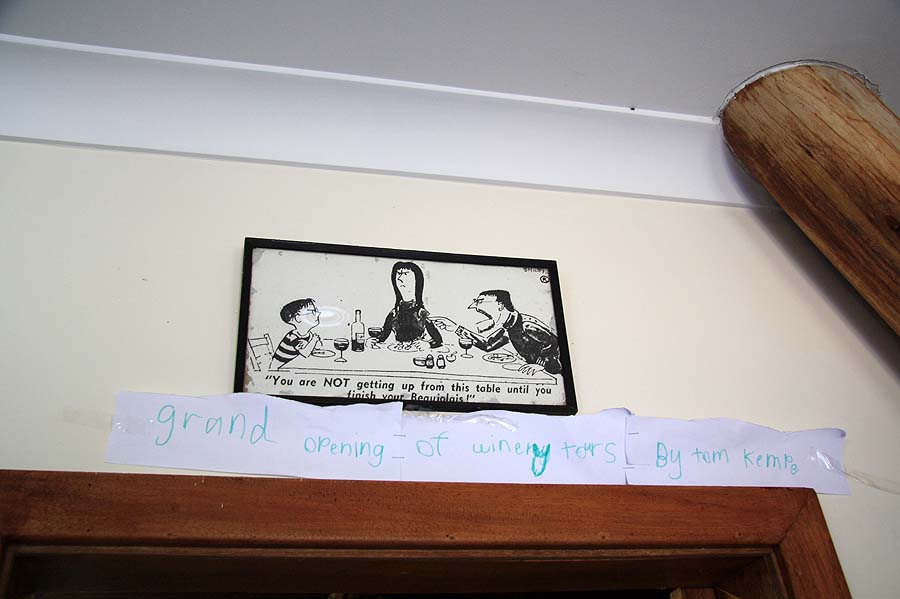 "You are NOT getting up from this table until you
finish your Beaujolais!"
grand opening of winery tors By tom Kempe